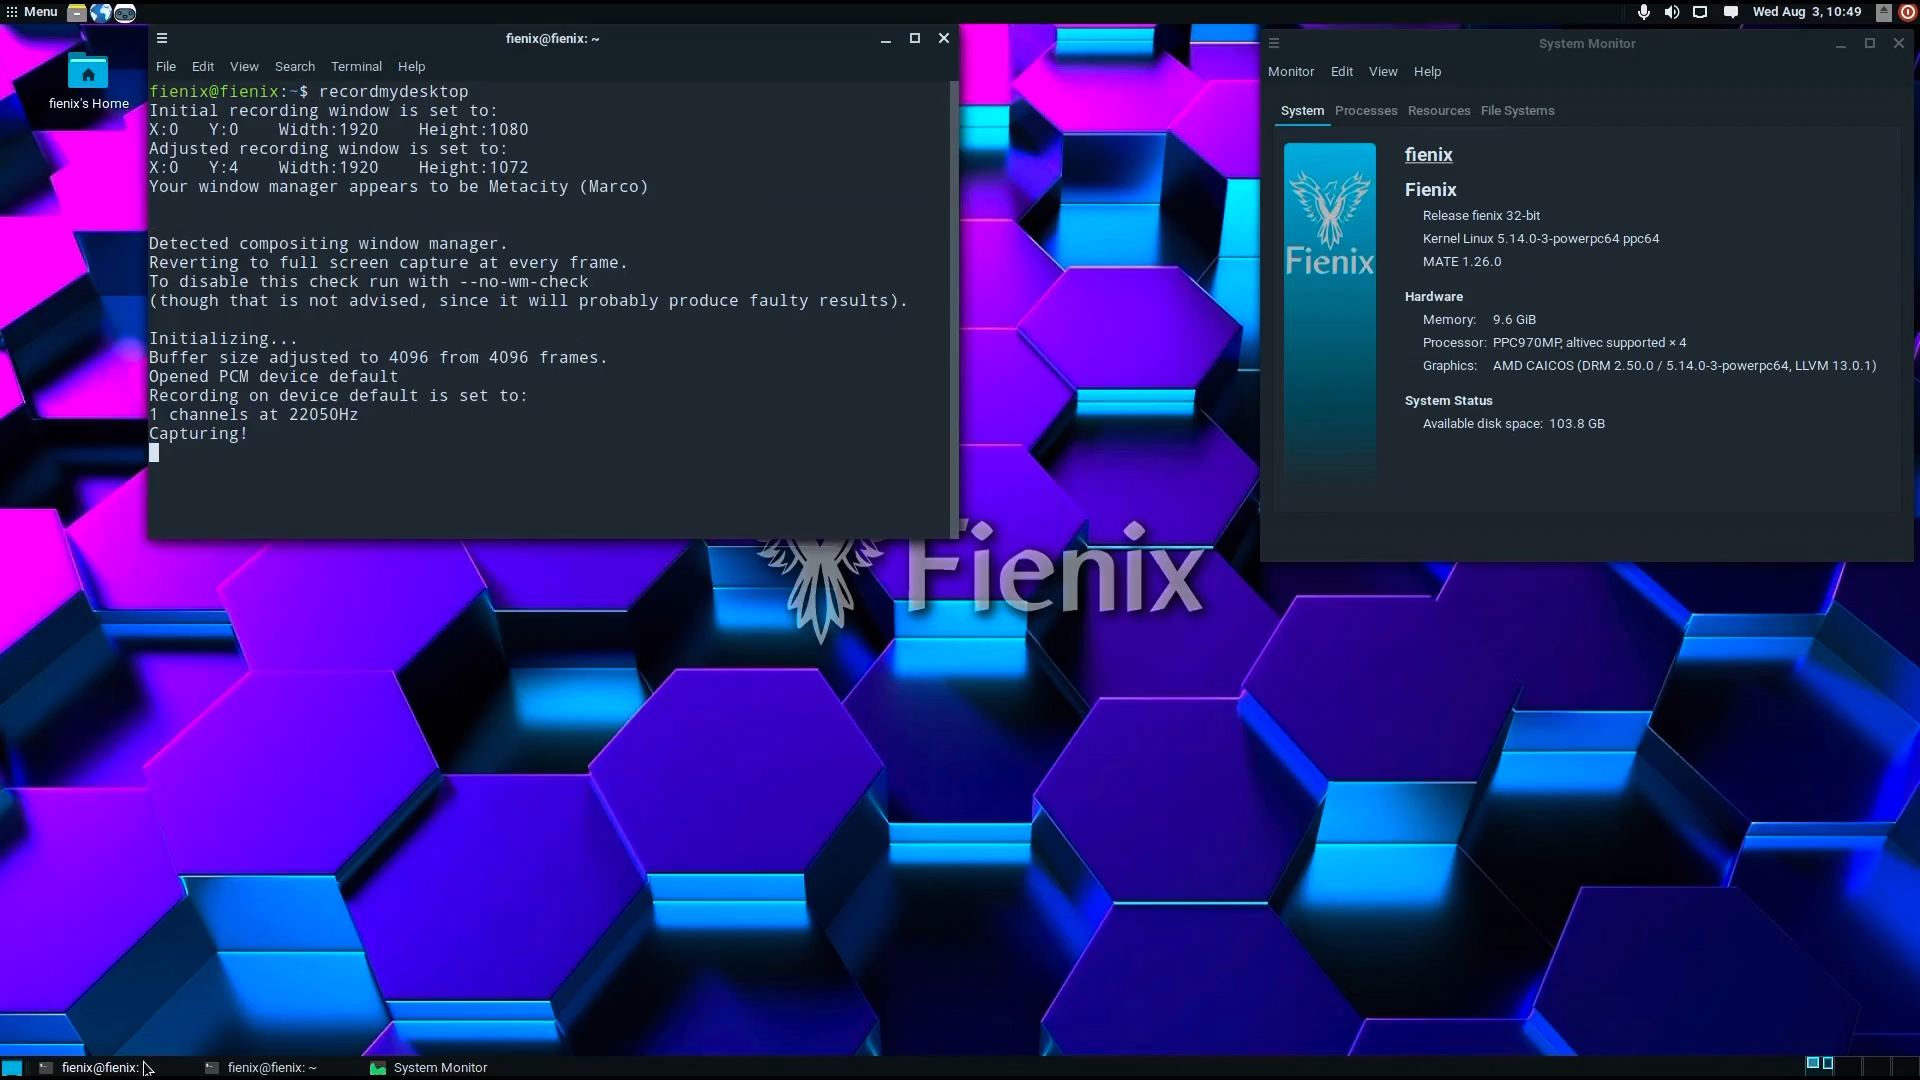 Menu
Wed Aug 3, 10:49
fienix's Home
fienix@fienix: ~
File Edit View Search Terminal Help
fienix@fienix:~$ recordmydesktop
Initial recording window is set to:
X:0 Y:0 Width:1920 Height:1080
Adjusted recording window is set to:
X:0 Y:4 Width:1920 Height:1072
Your window manager appears to be Metacity (Marco)
Detected compositing window manager.
Reverting to full screen capture at every frame.
To disable this check run with --no-wm-check
(though that is not advised, since it will probably produce faulty results).
Initializing...
Buffer size adjusted to 4096 from 4096 frames.
Opened PCM device default
Recording on device default is set to:
1 channels at 22050Hz
Capturing!
System Monitor
Monitor Edit View Help
System Processes Resources File Systems
Fienix
fienix
Fienix
Release fienix 32-bit
Kernel Linux 5.14.0-3-powerpc64 ppc64
MATE 1.26.0
Hardware
Memory: 9.6 GiB
Processor: PPC970MP, altivec supported × 4
Graphics: AMD CAICOS (DRM 2.50.0 / 5.14.0-3-powerpc64, LLVM 13.0.1)
System Status
Available disk space: 103.8 GB
Fienix
fienix@fienix:
fienix@fienix: ~
System Monitor